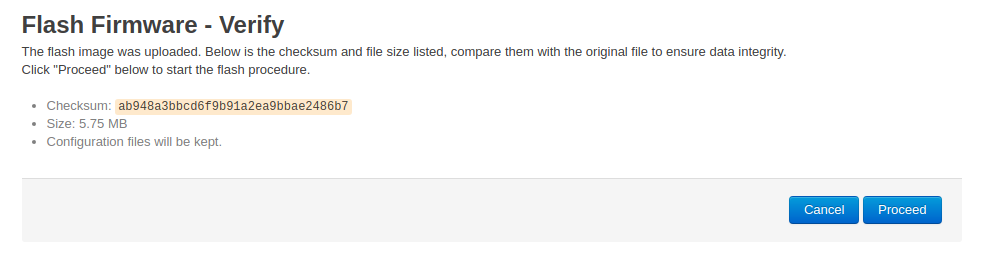 Flash Firmware - Verify
The flash image was uploaded. Below is the checksum and file size listed, compare them with the original file to ensure data integrity.
Click "Proceed" below to start the flash procedure.
Checksum: ab948a3bbcd6f9b91a2ea9bbae2486b7
Size: 5.75 MB
Configuration files will be kept.
Cancel Proceed